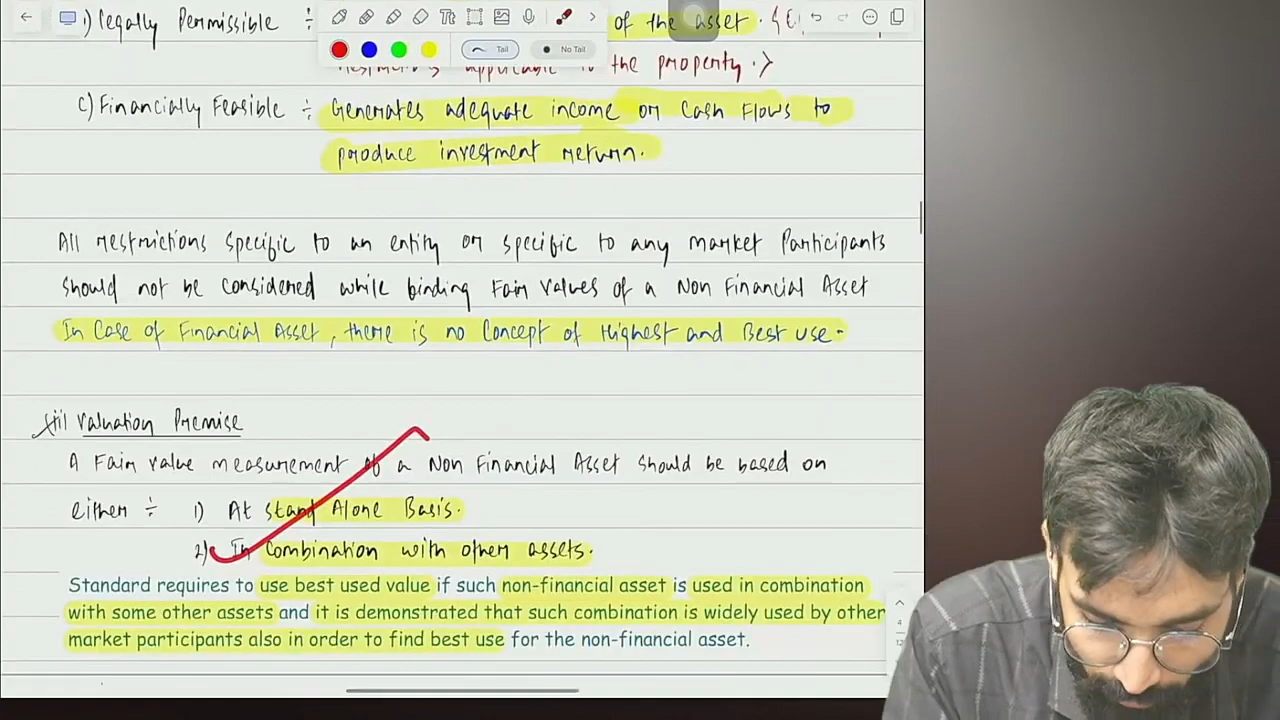 )legally Permissible ÷ of the asset.
Tail No Tail
applicable to the property.>
c) Financially Feasible ÷ Generates adequate income or Cash Flows to
produce investment return.
All restrictions specific to an entity or specific to any market Participants
should not be considered while binding Fair values of a Non Financial Asset
In Case of Financial Asset, there is no Concept of Highest and Best use.
Valuation Premise
A Fair value measurement of a Non Financial Asset should be based on
either ÷ 1) At stand Alone Basis.
2) In Combination with other assets.
Standard requires to use best used value if such non-financial asset is used in combination
with some other assets and it is demonstrated that such combination is widely used by other
market participants also in order to find best use for the non-financial asset.